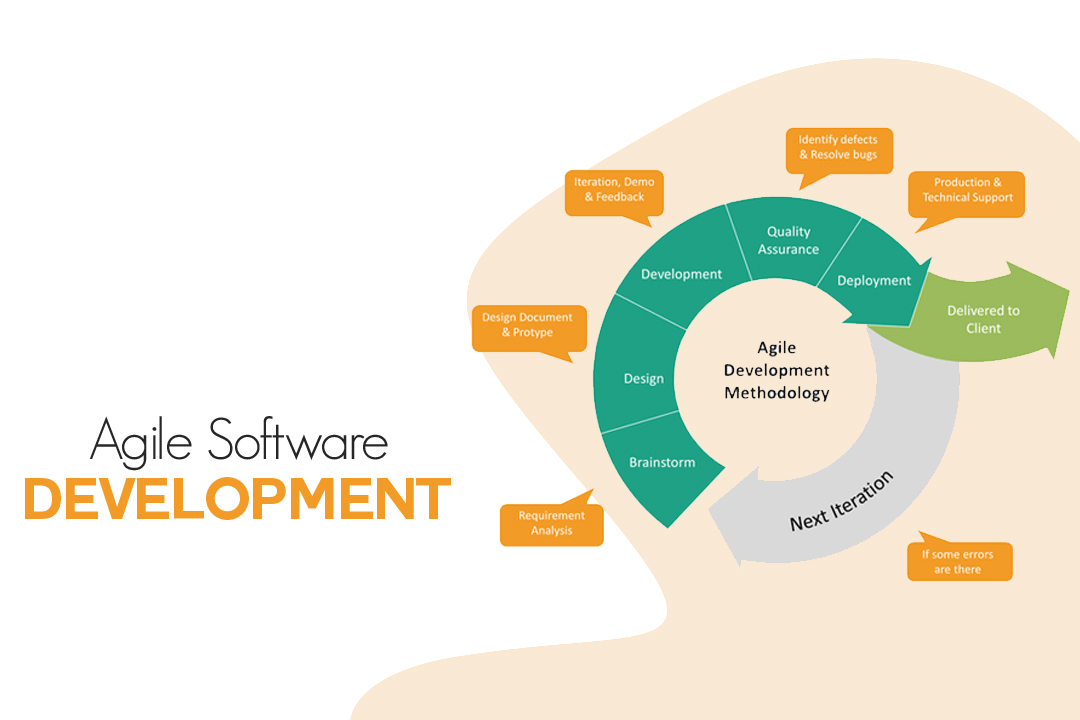 Agile Software
DEVELOPMENT
Identify defects
& Resolve bugs
Iteration, Demo
& Feedback
Production &
Technical Support
Quality
Assurance
Development
Deployment
Design Document
& Protype
Delivered to
Client
Agile
Development
Methodology
Design
Brainstorm
Next Iteration
Requirement
Analysis
If some errors
are there